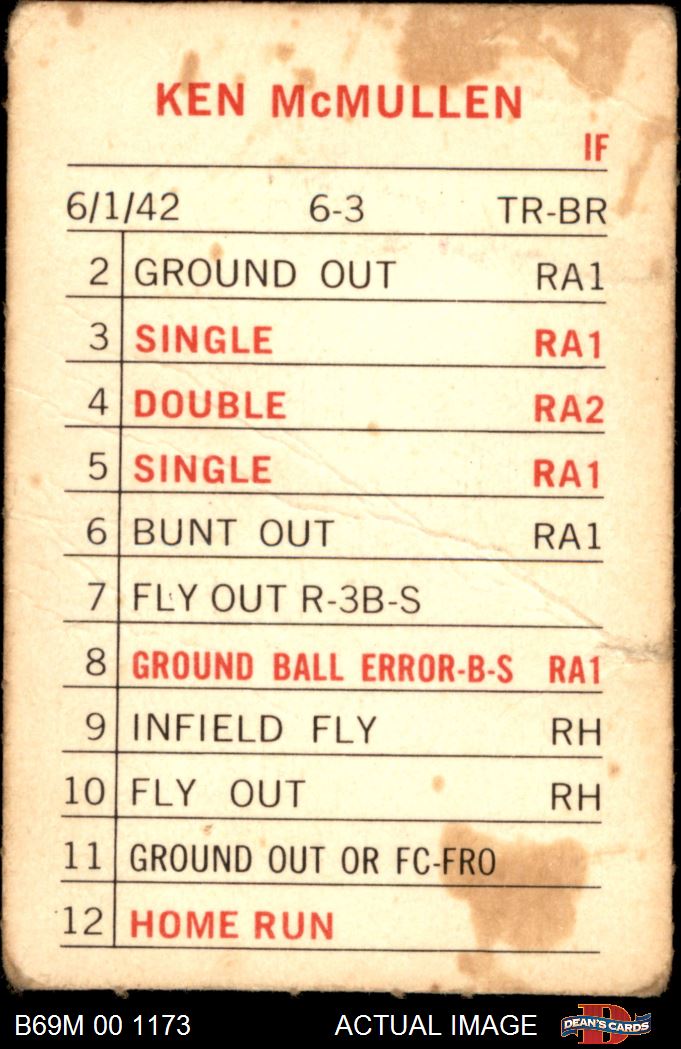 KEN McMULLEN
IF
6/1/42 6-3 TR-BR
2 GROUND OUT RA1
3 SINGLE RA1
4 DOUBLE RA2
5 SINGLE RA1
6 BUNT OUT RA1
7 FLY OUT R-3B-S
8 GROUND BALL ERROR-B-S RA1
9 INFIELD FLY RH
10 FLY OUT RH
11 GROUND OUT OR FC-FRO
12 HOME RUN
B69M 00 1173 ACTUAL IMAGE D DEAN'S CARDS